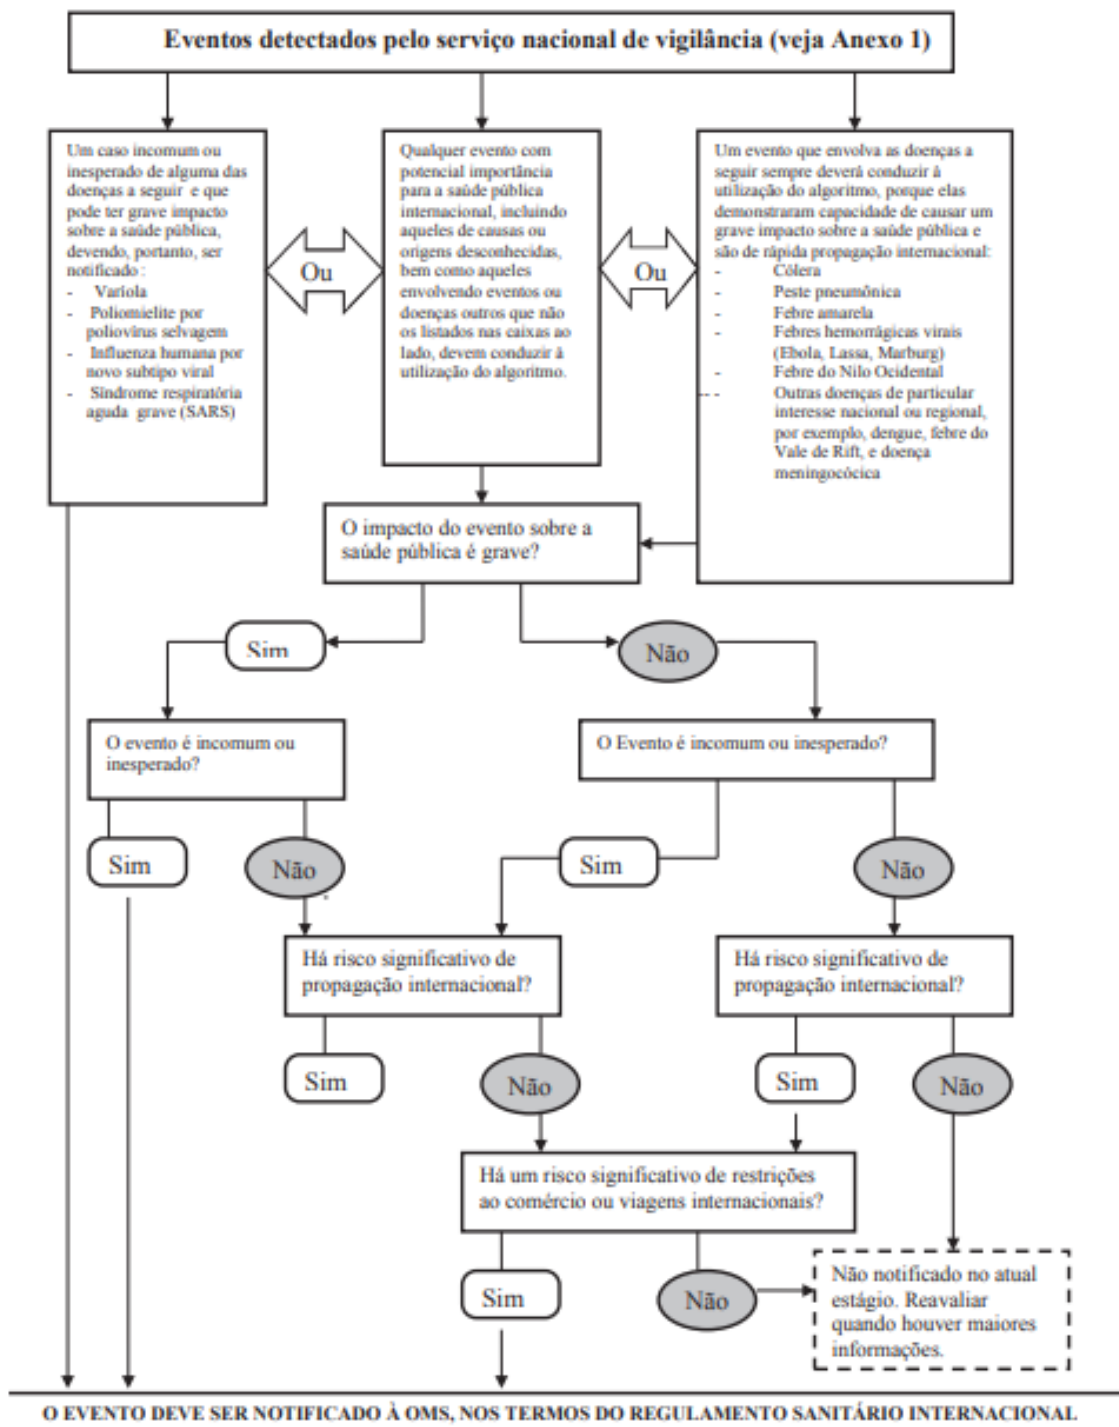 Eventos detectados pelo serviço nacional de vigilância (veja Anexo 1)
Um caso incomum ou
inesperado de alguma das
doenças a seguir e que
pode ter grave impacto
sobre a saúde pública,
devendo, portanto, ser
notificado :
- Varíola
- Poliomielite por
poliovírus selvagem
- Influenza humana por
novo subtipo viral
- Síndrome respiratória
aguda grave (SARS)
Ou
Qualquer evento com
potencial importância
para a saúde pública
internacional, incluindo
aqueles de causas ou
origens desconhecidas,
bem como aqueles
envolvendo eventos ou
doenças outros que não
os listados nas caixas ao
lado, devem conduzir à
utilização do algoritmo.
Ou
Um evento que envolva as doenças a
seguir sempre deverá conduzir à
utilização do algoritmo, porque elas
demonstraram capacidade de causar um
grave impacto sobre a saúde pública e
são de rápida propagação internacional:
- Cólera
- Peste pneumônica
- Febre amarela
- Febres hemorrágicas virais
(Ebola, Lassa, Marburg)
- Febre do Nilo Ocidental
-- - Outras doenças de particular
interesse nacional ou regional,
por exemplo, dengue, febre do
Vale de Rift, e doença
meningocócica
O impacto do evento sobre a
saúde pública é grave?
Sim
Não
O evento é incomum ou
inesperado?
O Evento é incomum ou inesperado?
Sim
Não
Sim
Não
Há risco significativo de
propagação internacional?
Há risco significativo de
propagação internacional?
Sim
Não
Sim
Não
Há um risco significativo de restrições
ao comércio ou viagens internacionais?
Sim
Não
Não notificado no atual
estágio. Reavaliar
quando houver maiores
informações.
O EVENTO DEVE SER NOTIFICADO À OMS, NOS TERMOS DO REGULAMENTO SANITÁRIO INTERNACIONAL